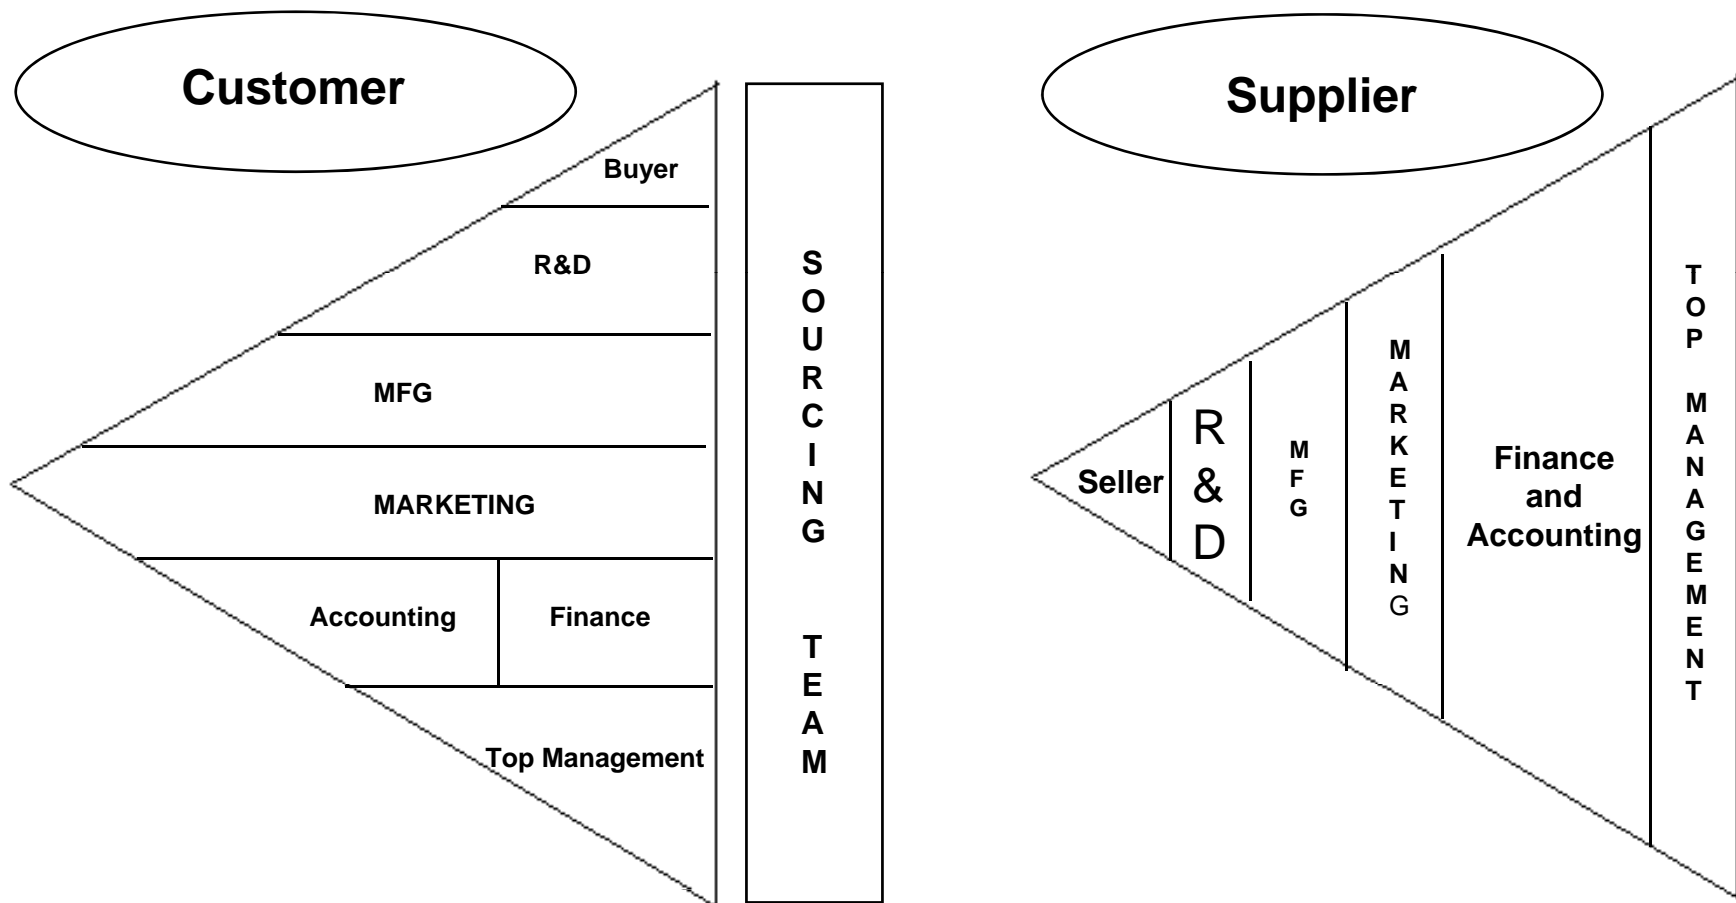 Customer
Buyer
R&D
MFG
MARKETING
Accounting
Finance
Top Management
SOURCING TEAM
Supplier
Seller
R&D
MFG
MARKETING
Finance
and
Accounting
TOP MANAGEMENT